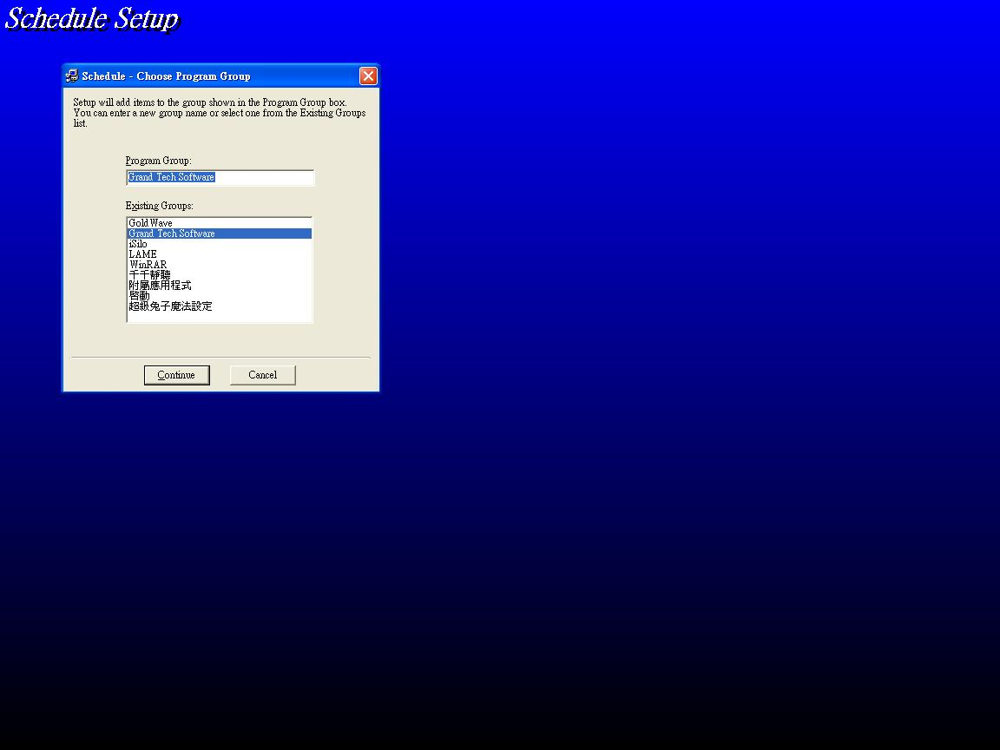 Schedule Setup
Schedule - Choose Program Group
Setup will add items to the group shown in the Program Group box.
You can enter a new group name or select one from the Existing Groups
list.
Program Group:
Grand Tech Software
Existing Groups:
GoldWave
Grand Tech Software
iSilo
LAME
WinRAR
千千靜聽
附屬應用程式
啓動
超級兔子魔法設定
Continue
Cancel